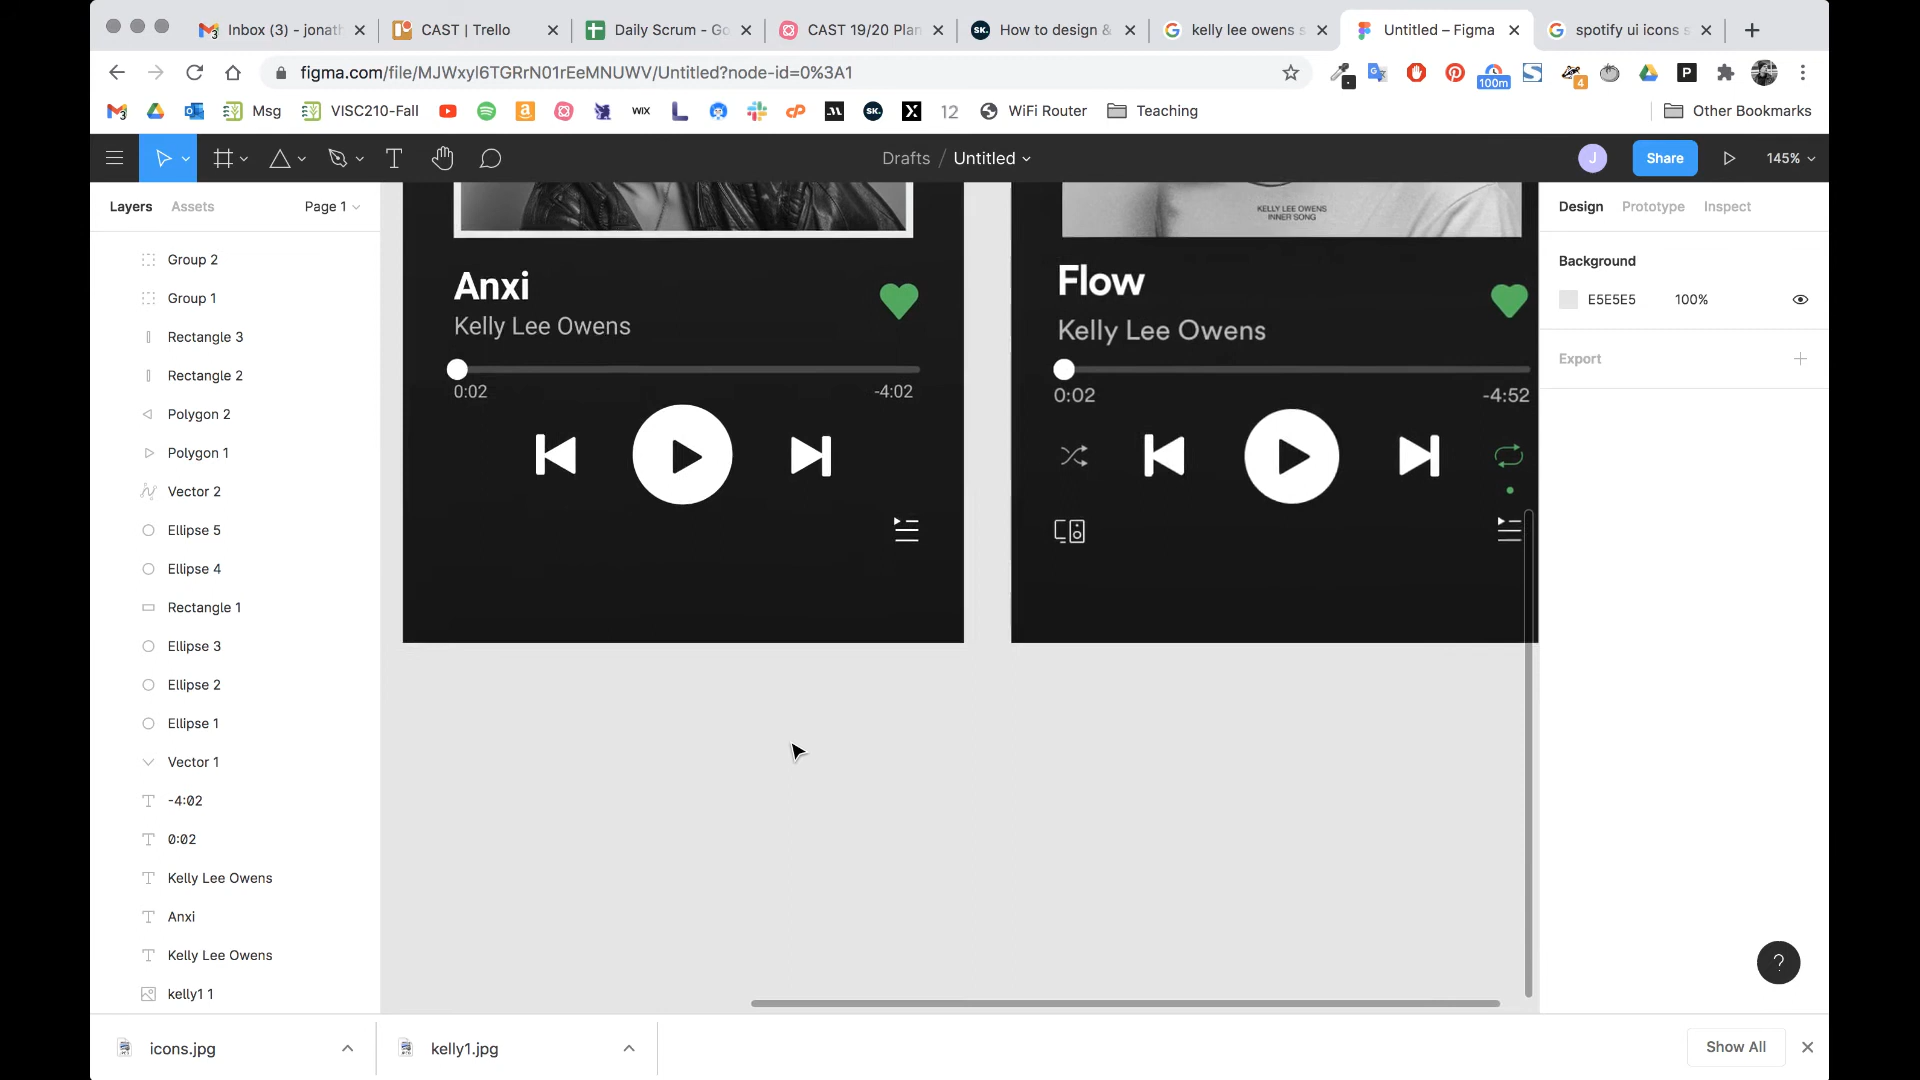 Inbox (3) - jonath
CAST | Trello
Daily Scrum - Go
CAST 19/20 Plan
How to design &
kelly lee owens s
Untitled – Figma
spotify ui icons s
figma.com/file/MJWxyl6TGRrN01rEeMNUWV/Untitled?node-id=0%3A1
100m
4
P
3
Msg
VISC210-Fall
WIX
SK.
12
WiFi Router
Teaching
Other Bookmarks
Drafts / Untitled
J
Share
145%
Layers
Assets
Page 1
Design
Prototype
Inspect
Background
E5E5E5
100%
Export
Group 2
Group 1
Rectangle 3
Rectangle 2
Polygon 2
Polygon 1
Vector 2
Ellipse 5
Ellipse 4
Rectangle 1
Ellipse 3
Ellipse 2
Ellipse 1
Vector 1
-4:02
0:02
Kelly Lee Owens
Anxi
Kelly Lee Owens
kelly1 1
Anxi
Kelly Lee Owens
0:02
-4:02
KELLY LEE OWENS
INNER SONG
Flow
Kelly Lee Owens
0:02
-4:52
?
icons.jpg
kelly1.jpg
Show All